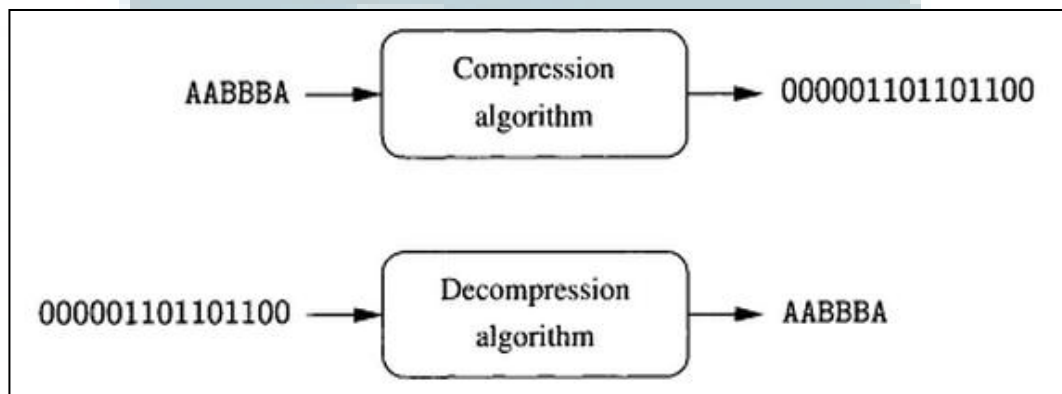 Compression
AABBBA
000001101101100
algorithm
Decompression
000001101101100
AABBBA
algorithm